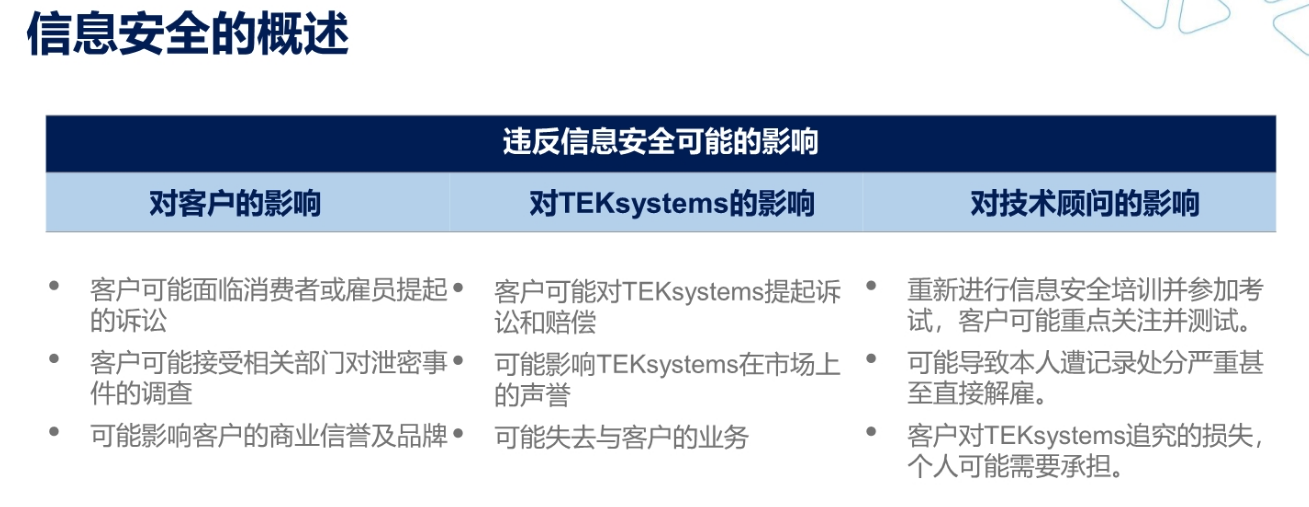 信息安全的概述
违反信息安全可能的影响
对客户的影响
对TEKsystems的影响
对技术顾问的影响
• 客户可能面临消费者或雇员提起
的诉讼
• 客户可能接受相关部门对泄密事
件的调查
• 可能影响客户的商业信誉及品牌
• 客户可能对TEKsystems提起诉
讼和赔偿
• 可能影响TEKsystems在市场上
的声誉
• 可能失去与客户的业务
• 重新进行信息安全培训并参加考
试，客户可能重点关注并测试。
• 可能导致本人遭记录处分严重甚
至直接解雇。
• 客户对TEKsystems追究的损失，
个人可能需要承担。